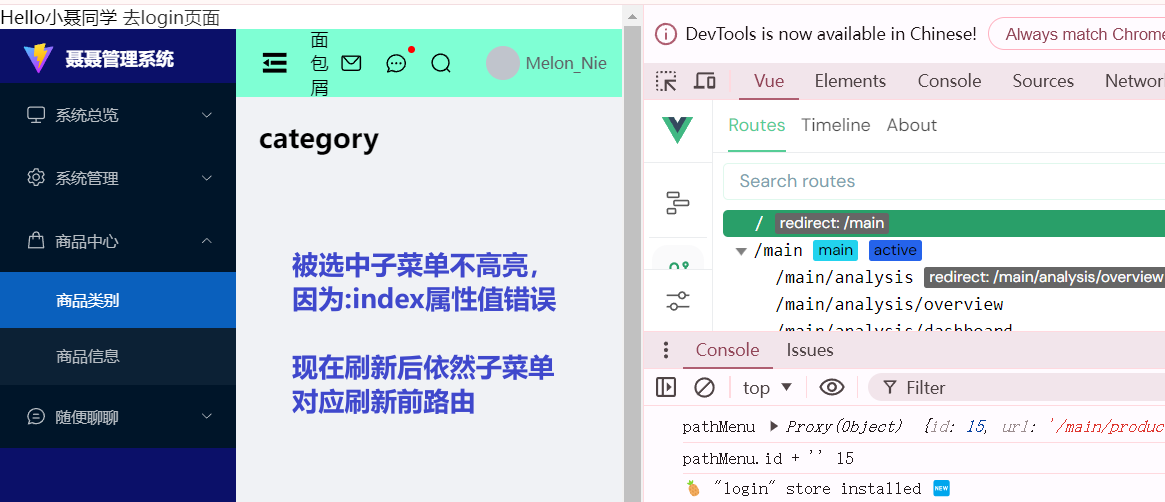 Hello小聂同学 去login页面
聂聂管理系统
面包屑
Melon_Nie
系统总览
系统管理
商品中心
商品类别
商品信息
随便聊聊
category
被选中子菜单不高亮，
因为:index属性值错误
现在刷新后依然子菜单
对应刷新前路由
DevTools is now available in Chinese!
Always match Chrome
Vue Elements Console Sources Network
Routes Timeline About
Search routes
/ redirect: /main
/main main active
/main/analysis redirect: /main/analysis/overview
/main/analysis/overview
/main/analysis/dashboard
Console Issues
top Filter
pathMenu Proxy(Object) {id: 15, url: '/main/produc
pathMenu.id + '' 15
🍍 "login" store installed 🆕